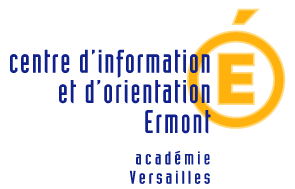 centre d'information
et d'orientation
Ermont
É
académie
Versailles